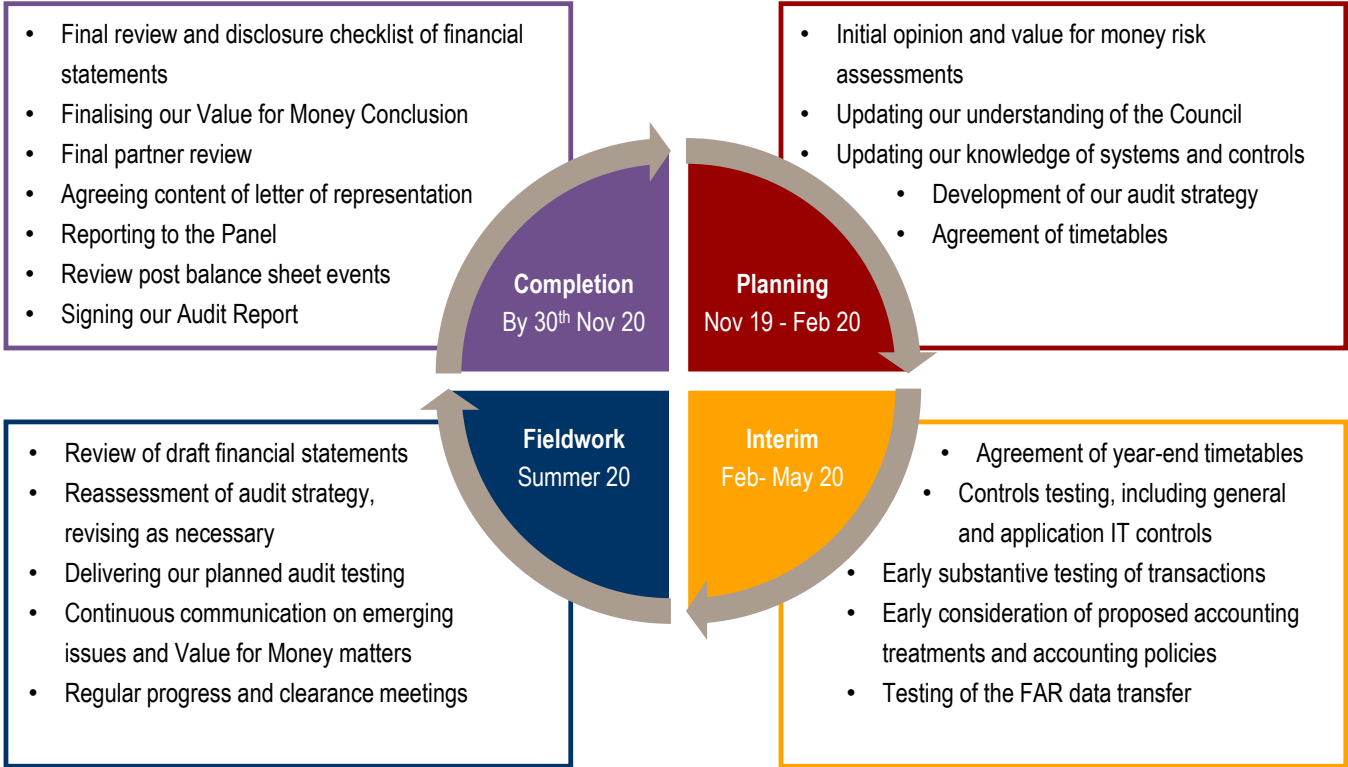 • Final review and disclosure checklist of financial
statements
• Finalising our Value for Money Conclusion
• Final partner review
• Agreeing content of letter of representation
• Reporting to the Panel
• Review post balance sheet events
• Signing our Audit Report
• Initial opinion and value for money risk
assessments
• Updating our understanding of the Council
• Updating our knowledge of systems and controls
• Development of our audit strategy
• Agreement of timetables
Completion
By 30th Nov 20
Planning
Nov 19 - Feb 20
Fieldwork
Summer 20
Interim
Feb- May 20
• Review of draft financial statements
• Reassessment of audit strategy,
revising as necessary
• Delivering our planned audit testing
• Continuous communication on emerging
issues and Value for Money matters
• Regular progress and clearance meetings
• Agreement of year-end timetables
• Controls testing, including general
and application IT controls
• Early substantive testing of transactions
• Early consideration of proposed accounting
treatments and accounting policies
• Testing of the FAR data transfer